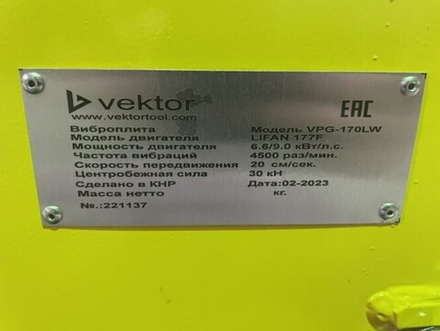 vektor
EAC
www.vektortool.com
Виброплита Модель VPG-170LW
Модель двигателя LIFAN 177F
Мощность двигателя 6.6/9.0 кВт/л.с.
Частота вибраций 4500 раз/мин.
Скорость передвижения 20 см/сек.
Центробежная сила 30 кН
Сделано в КНР Дата:02-2023
Масса нетто кг.
№.:221137